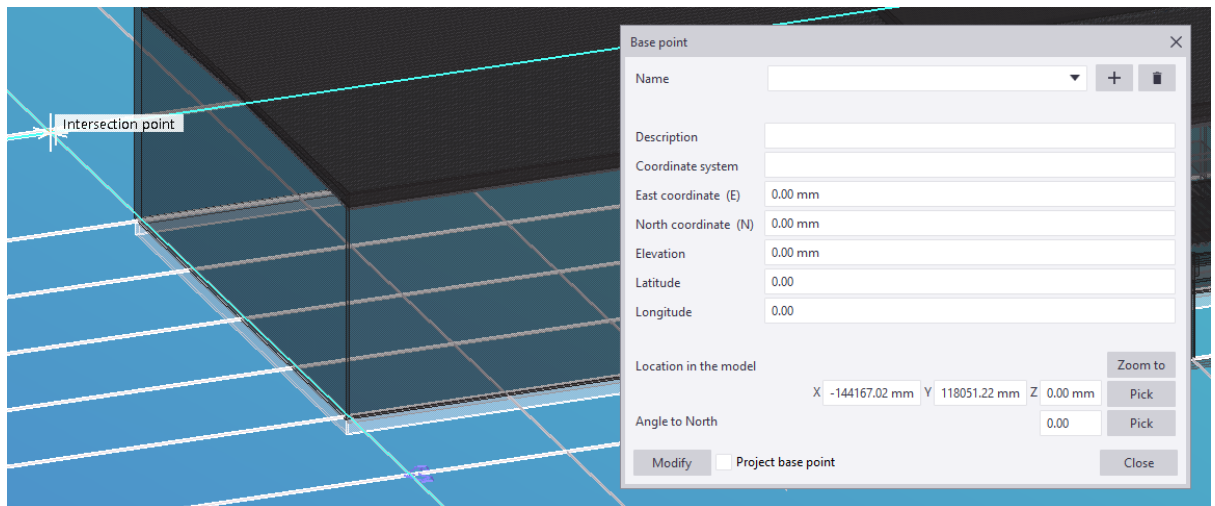 Intersection point
Base point
Name
Description
Coordinate system
East coordinate (E) 0.00 mm
North coordinate (N) 0.00 mm
Elevation 0.00 mm
Latitude 0.00
Longitude 0.00
Location in the model Zoom to
X -144167.02 mm Y 118051.22 mm Z 0.00 mm Pick
Angle to North 0.00 Pick
Modify Project base point Close